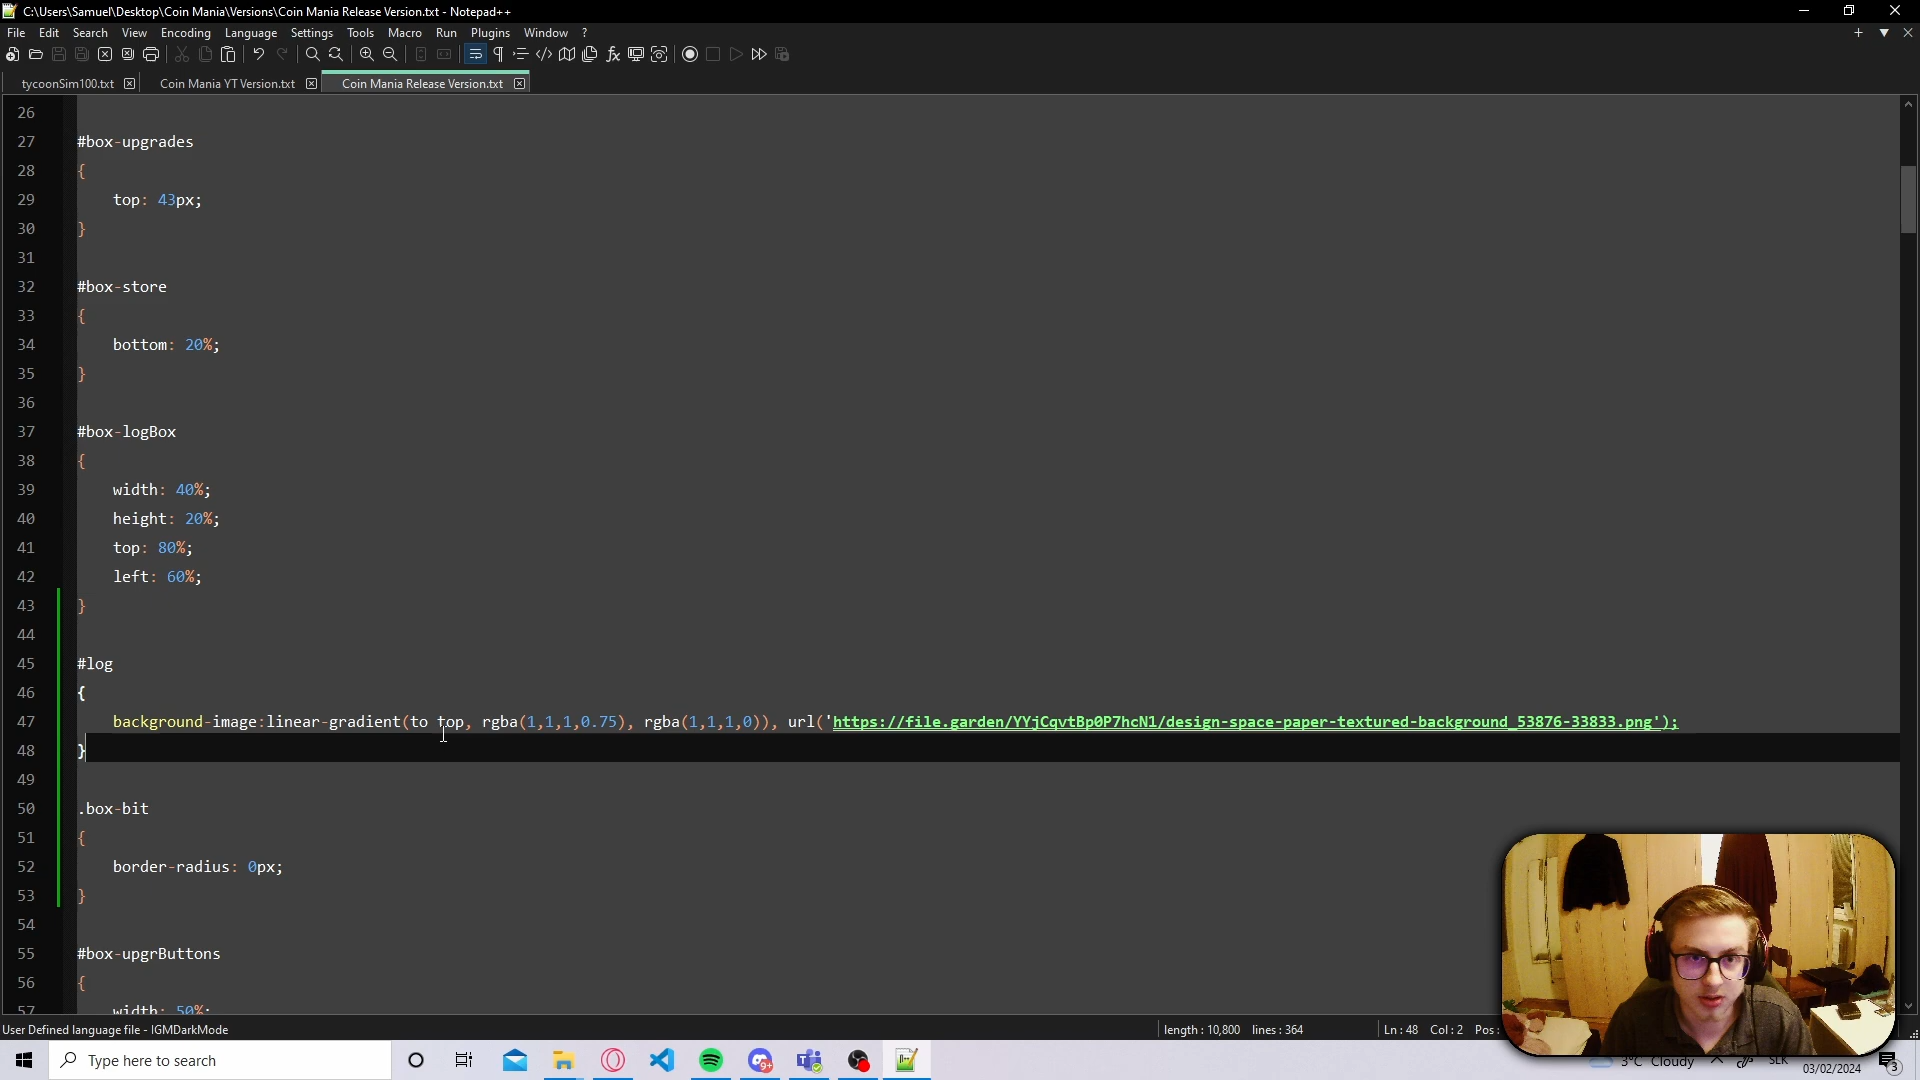 C:\Users\Samuel\Desktop\Coin Mania\Versions\Coin Mania Release Version.txt - Notepad++
File Edit Search View Encoding Language Settings Tools Macro Run Plugins Window ?
tycoonSim100.txt Coin Mania YT Version.txt Coin Mania Release Version.txt
26
27 #box-upgrades
28 {
29 top: 43px;
30 }
31
32 #box-store
33 {
34 bottom: 20%;
35 }
36
37 #box-logBox
38 {
39 width: 40%;
40 height: 20%;
41 top: 80%;
42 left: 60%;
43 }
44
45 #log
46 {
47 background-image:linear-gradient(to top, rgba(1,1,1,0.75), rgba(1,1,1,0)), url('https://file.garden/YYjCqvtBp0P7hcN1/design-space-paper-textured-background_53876-33833.png');
48 }
49
50 .box-bit
51 {
52 border-radius: 0px;
53 }
54
55 #box-upgrButtons
56 {
57 width: 50%;
User Defined language file - IGMDarkMode length : 10,800 lines : 364 Ln : 48 Col : 2 Pos :
Type here to search 9+ 3°C Cloudy SLK 03/02/2024 3